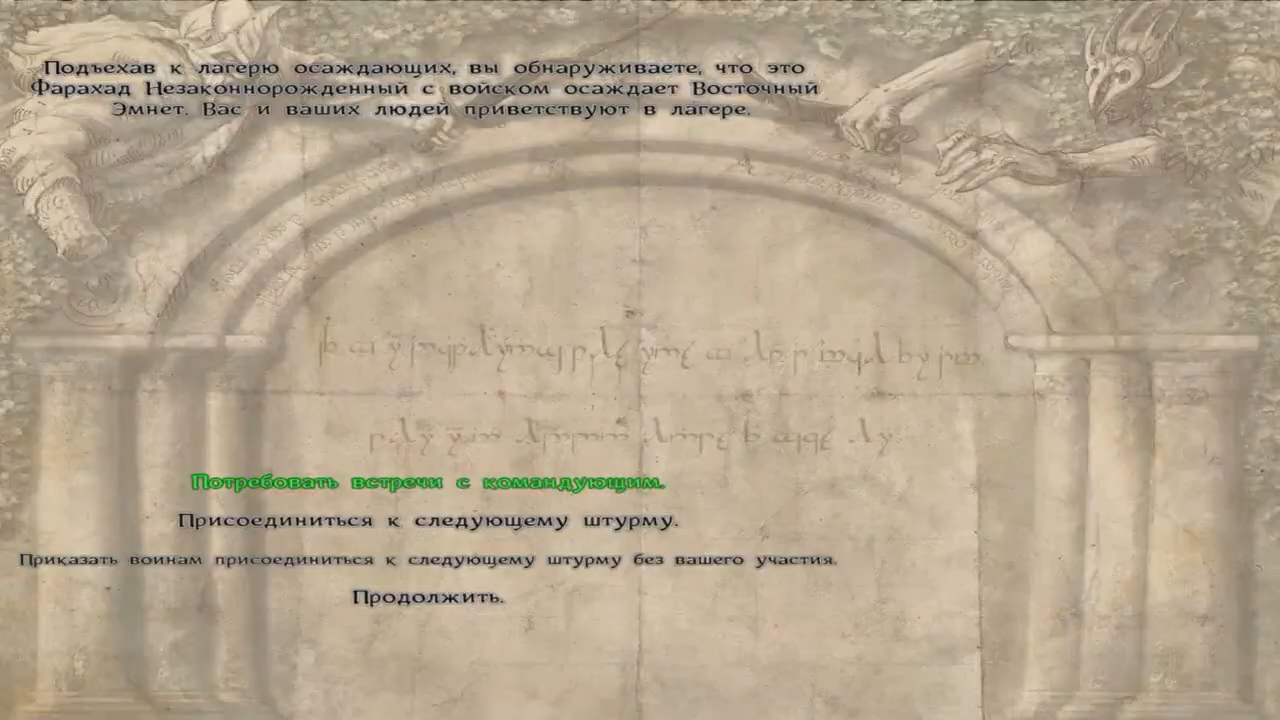 Подъехав к лагерю осаждающих, вы обнаруживаете, что это
Фарахад Незаконнорожденный с войском осаждает Восточный
Эмнет. Вас и ваших людей приветствуют в лагере.
Потребовать встречи с командующим.
Присоединиться к следующему штурму.
Приказать воинам присоединиться к следующему штурму без вашего участия.
Продолжить.